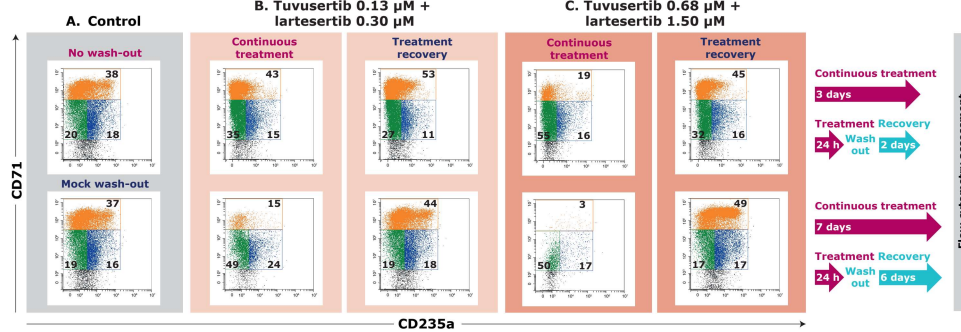 A. Control
B. Tuvusertib 0.13 µM +
lartesertib 0.30 µM
C. Tuvusertib 0.68 µM +
lartesertib 1.50 µM
CD71
No wash-out
Continuous
treatment
Treatment
recovery
Continuous
treatment
Treatment
recovery
38
20 18
43
35 15
53
27 11
19
55 16
45
32 16
Continuous treatment
3 days
Treatment Recovery
24 h Wash out 2 days
Mock wash-out
37
19 16
15
49 24
44
19 18
3
50 17
49
17 17
Continuous treatment
7 days
Treatment Recovery
24 h Wash out 6 days
CD235a